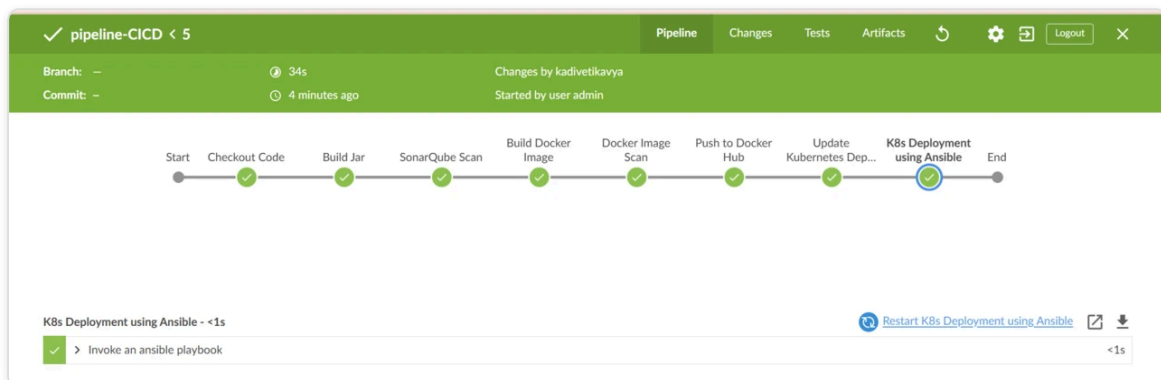 pipeline-CICD < 5
Pipeline
Changes
Tests
Artifacts
Logout
Branch: –
34s
Changes by kadivetikavya
Commit: –
4 minutes ago
Started by user admin
Start
Checkout Code
Build Jar
SonarQube Scan
Build Docker
Image
Docker Image
Scan
Push to Docker
Hub
Update
Kubernetes Dep...
K8s Deployment
using Ansible
End
K8s Deployment using Ansible - <1s
Restart K8s Deployment using Ansible
Invoke an ansible playbook
<1s